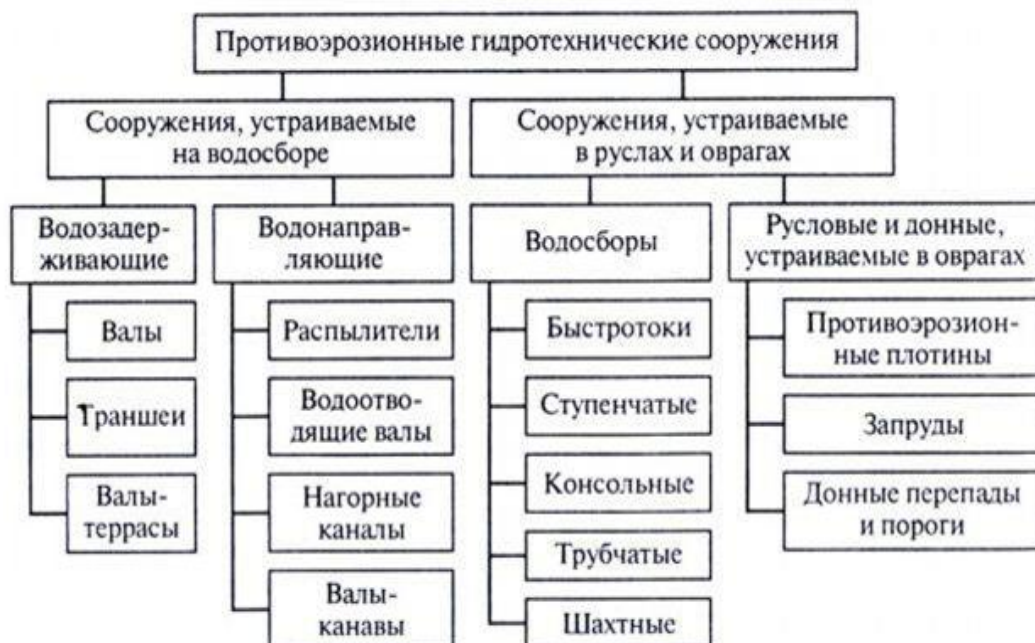 Противоэрозионные гидротехнические сооружения
Сооружения, устраиваемые
на водосборе
Сооружения, устраиваемые
в руслах и оврагах
Водозадер-
живающие
Водонаправ-
ляющие
Водосборы
Русловые и донные,
устраиваемые в оврагах
Валы
Траншеи
Валы-
террасы
Распылители
Водоотво-
дящие валы
Нагорные
каналы
Валы-
канавы
Быстротоки
Ступенчатые
Консольные
Трубчатые
Шахтные
Противоэрозион-
ные плотины
Запруды
Донные перепады
и пороги